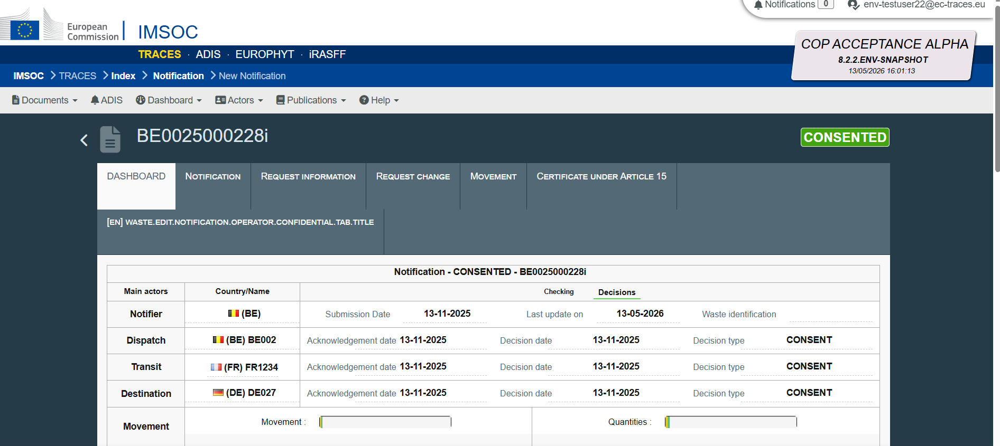 Notifications 0 env-testuser22@ec-traces.eu
European
Commission
IMSOC
COP ACCEPTANCE ALPHA
8.2.2.ENV-SNAPSHOT
13/05/2026 16:01:13
TRACES · ADIS · EUROPHYT · iRASFF
IMSOC TRACES Index Notification New Notification
Documents ADIS Dashboard Actors Publications Help
BE0025000228i
CONSENTED
DASHBOARD NOTIFICATION REQUEST INFORMATION REQUEST CHANGE MOVEMENT CERTIFICATE UNDER ARTICLE 15
[EN] WASTE.EDIT.NOTIFICATION.OPERATOR.CONFIDENTIAL.TAB.TITLE
Notification - CONSENTED - BE0025000228i
Main actors Country/Name Checking Decisions
Notifier (BE) Submission Date 13-11-2025 Last update on 13-05-2026 Waste identification
Dispatch (BE) BE002 Acknowledgement date 13-11-2025 Decision date 13-11-2025 Decision type CONSENT
Transit (FR) FR1234 Acknowledgement date 13-11-2025 Decision date 13-11-2025 Decision type CONSENT
Destination (DE) DE027 Acknowledgement date 13-11-2025 Decision date 13-11-2025 Decision type CONSENT
Movement Movement : Quantities :